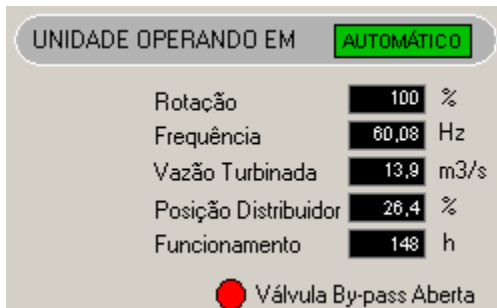 UNIDADE OPERANDO EM AUTOMÁTICO
Rotação 100 %
Frequência 60,08 Hz
Vazão Turbinada 13,9 m3/s
Posição Distribuidor 26,4 %
Funcionamento 148 h
Válvula By-pass Aberta